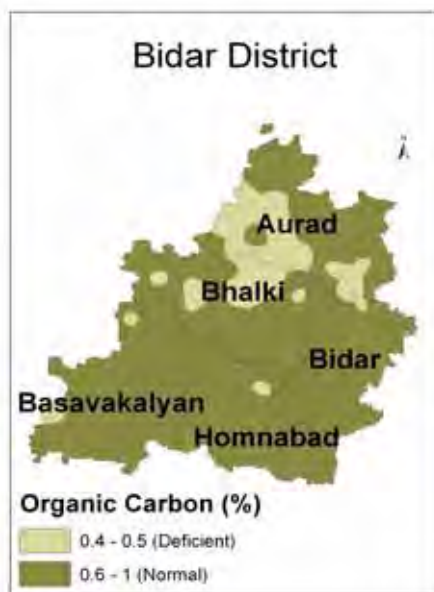 Bidar District
Aurad
Bhalki
Bidar
Basavakalyan
Homnabad
Organic Carbon (%)
0.4 - 0.5 (Deficient)
0.6 - 1 (Normal)